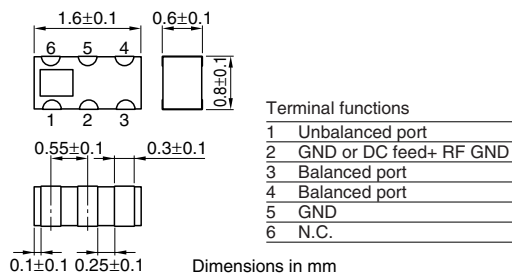 1.6±0.1
0.6±0.1
6 5 4
0.8±0.1
1 2 3
0.55±0.1
0.3±0.1
0.1±0.1
0.25±0.1
Dimensions in mm
Terminal functions
1 Unbalanced port
2 GND or DC feed+ RF GND
3 Balanced port
4 Balanced port
5 GND
6 N.C.